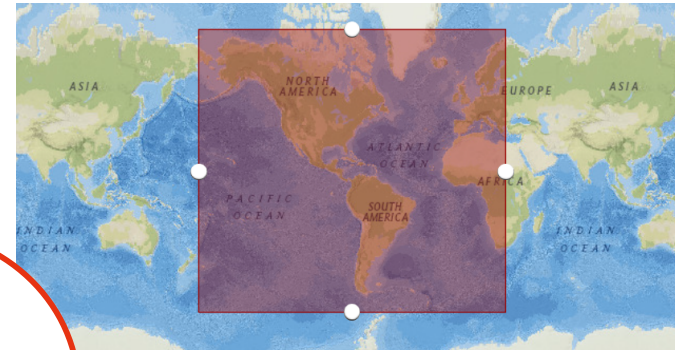 ASIA
NORTH
AMERICA
EUROPE
ASIA
ATLANTIC
OCEAN
AFRICA
PACIFIC
OCEAN
SOUTH
AMERICA
INDIAN
OCEAN
INDIAN
OCEAN